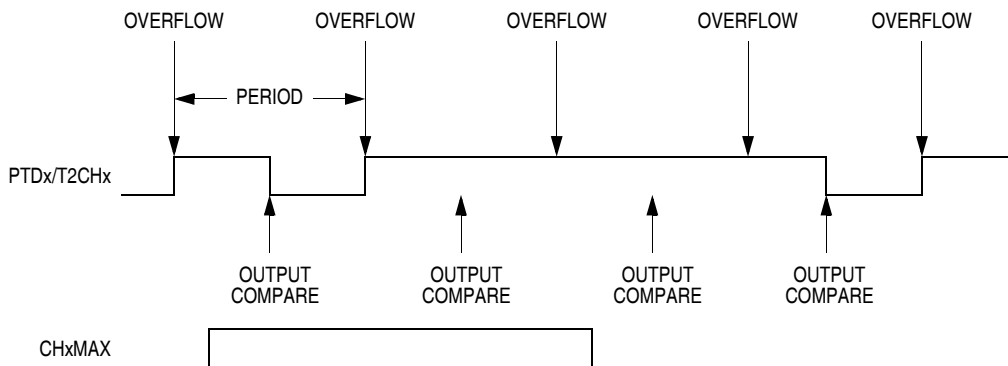 OVERFLOW OVERFLOW OVERFLOW OVERFLOW OVERFLOW
PERIOD
PTDx/T2CHx
OUTPUT COMPARE
OUTPUT COMPARE
OUTPUT COMPARE
OUTPUT COMPARE
CHxMAX